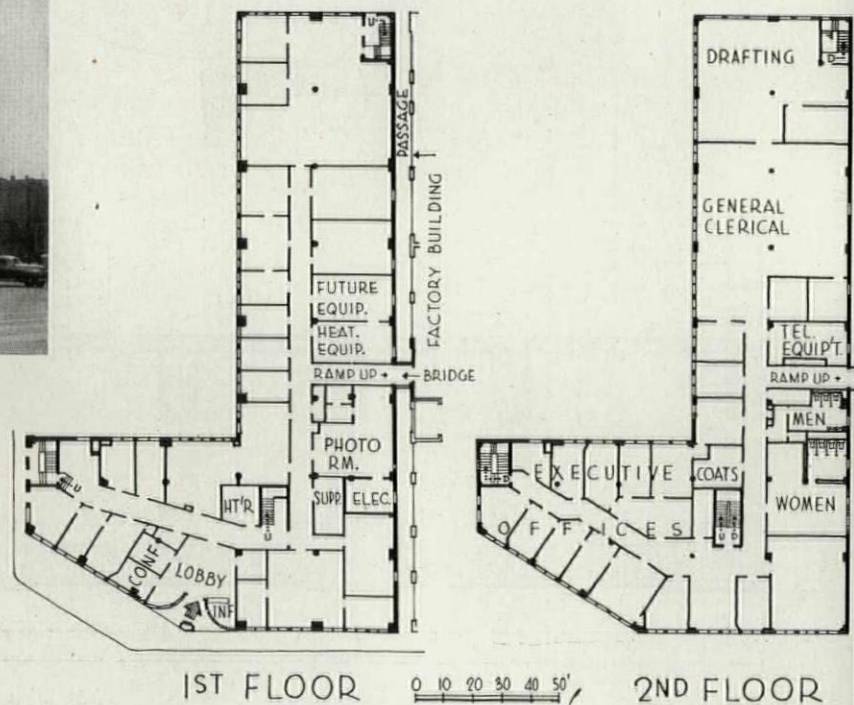 U
PASSAGE
FACTORY BUILDING
FUTURE
EQUIP.
HEAT.
EQUIP.
RAMP UP
BRIDGE
PHOTO
RM.
HT'R
SUPP.
ELEC.
U
U
CONF.
LOBBY
INF
1ST FLOOR
0 10 20 30 40 50'
DRAFTING
D
GENERAL
CLERICAL
TEL.
EQUIP'T.
RAMP UP
MEN
EXECUTIVE
COATS
OFFICES
WOMEN
U D
2ND FLOOR